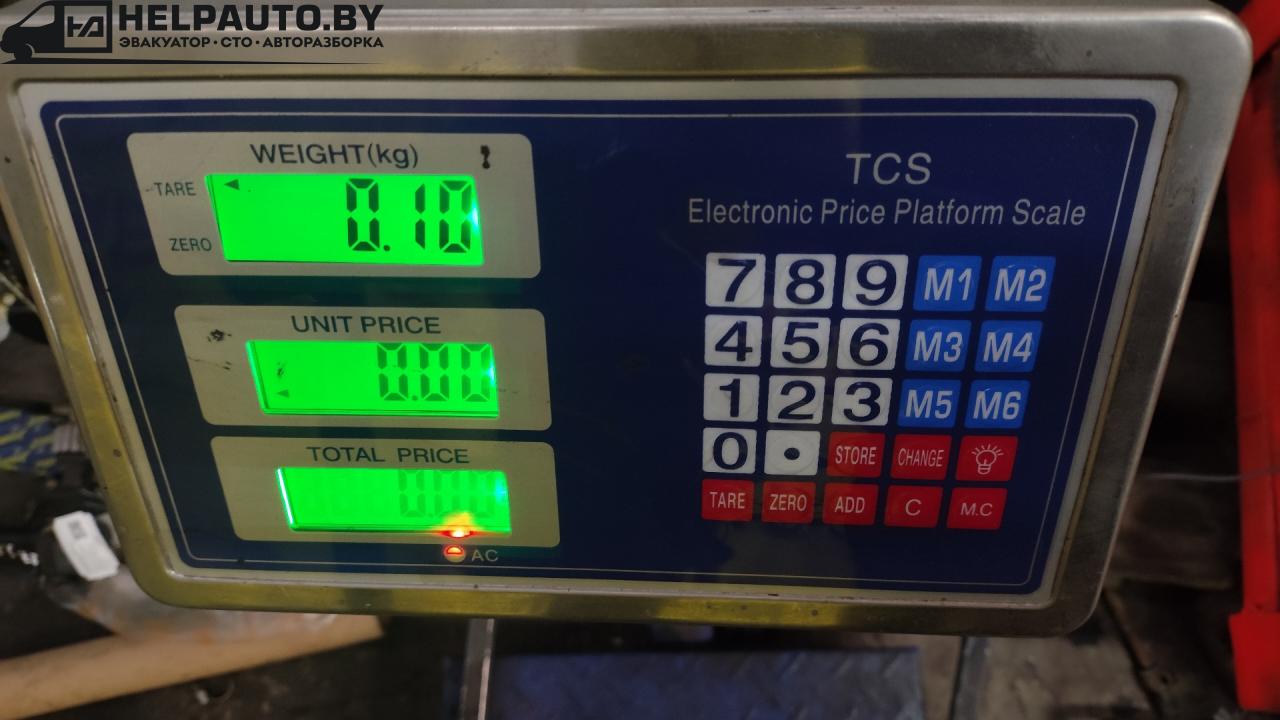 HELPAUTO.BY
ЭВАКУАТОР · СТО · АВТОРАЗБОРКА
WEIGHT(kg)
TARE
0.10
ZERO
UNIT PRICE
0.00
TOTAL PRICE
0.00
AC
TCS
Electronic Price Platform Scale
7 8 9 M1 M2
4 5 6 M3 M4
1 2 3 M5 M6
0 • STORE CHANGE
TARE ZERO ADD C M.C